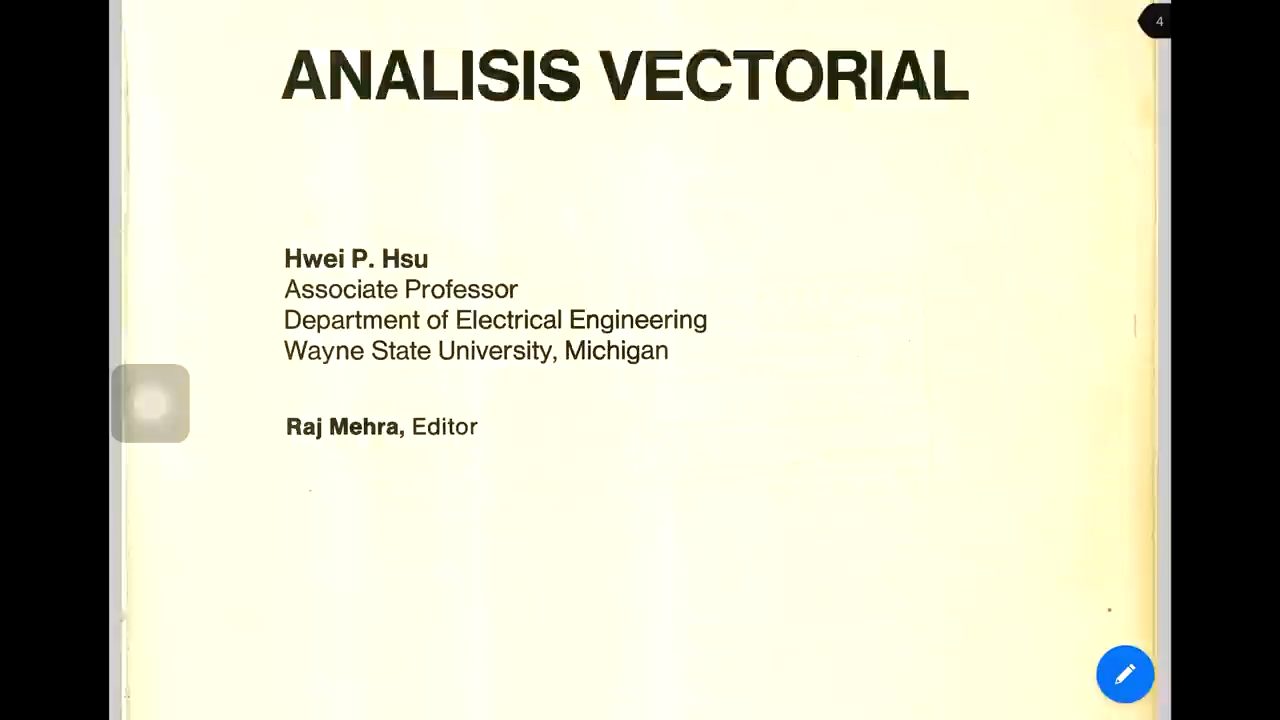 4
ANALISIS VECTORIAL
Hwei P. Hsu
Associate Professor
Department of Electrical Engineering
Wayne State University, Michigan
Raj Mehra, Editor